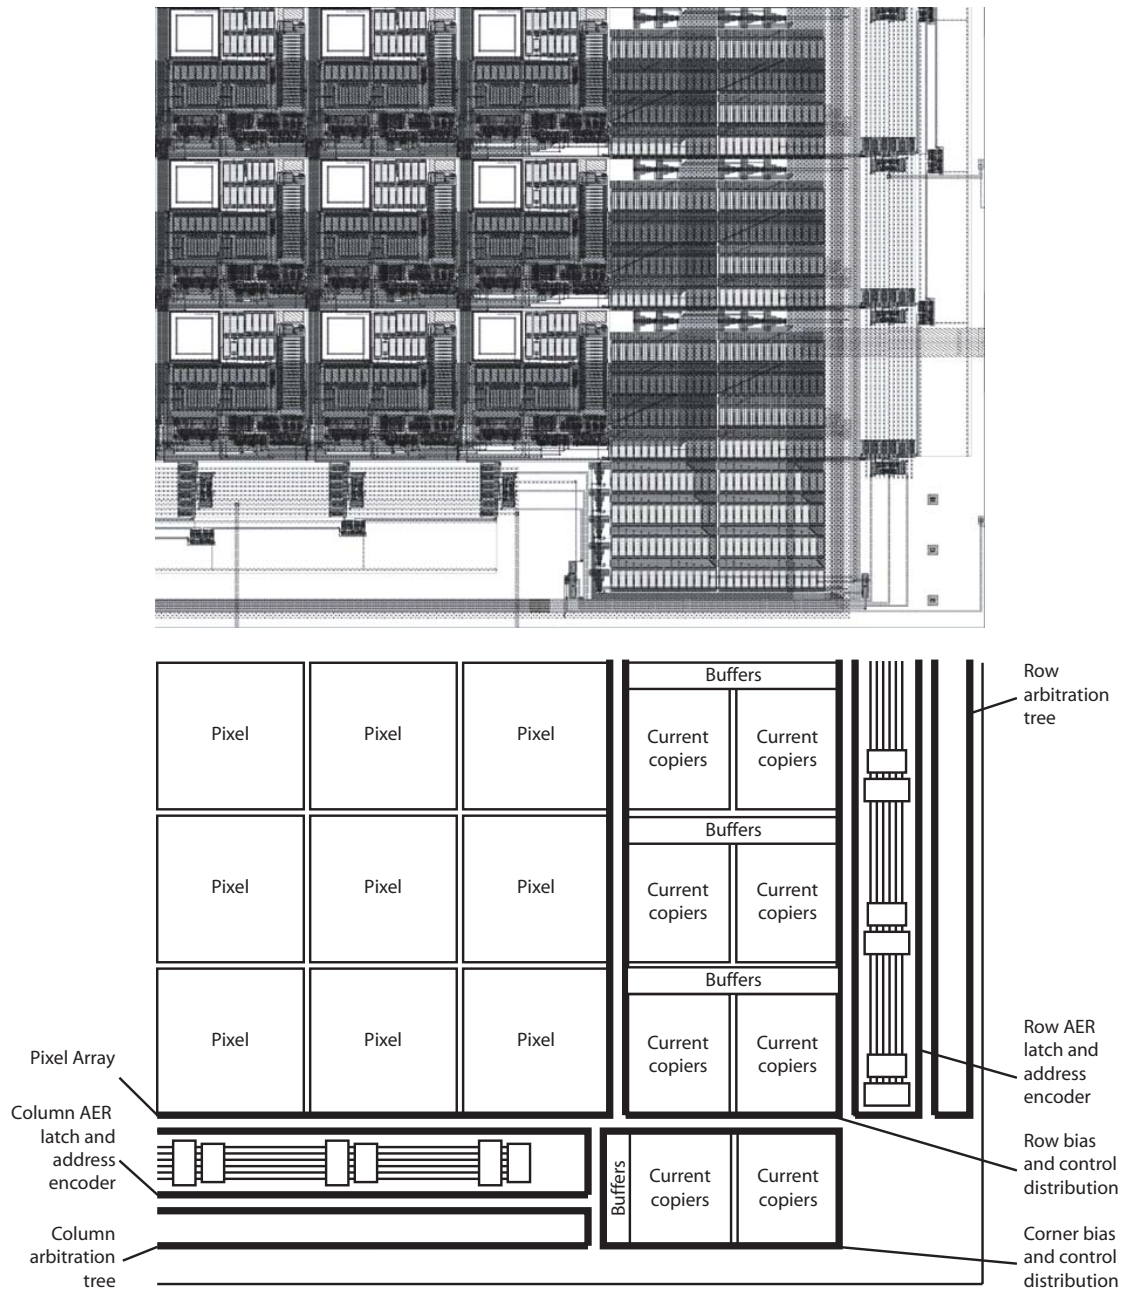 Buffers
Row
arbitration
tree
Pixel
Pixel
Pixel
Current
copiers
Current
copiers
Buffers
Pixel
Pixel
Pixel
Current
copiers
Current
copiers
Buffers
Pixel
Pixel
Pixel
Current
copiers
Current
copiers
Row AER
latch and
address
encoder
Pixel Array
Column AER
latch and
address
encoder
Row bias
and control
distribution
Buffers
Current
copiers
Current
copiers
Column
arbitration
tree
Corner bias
and control
distribution